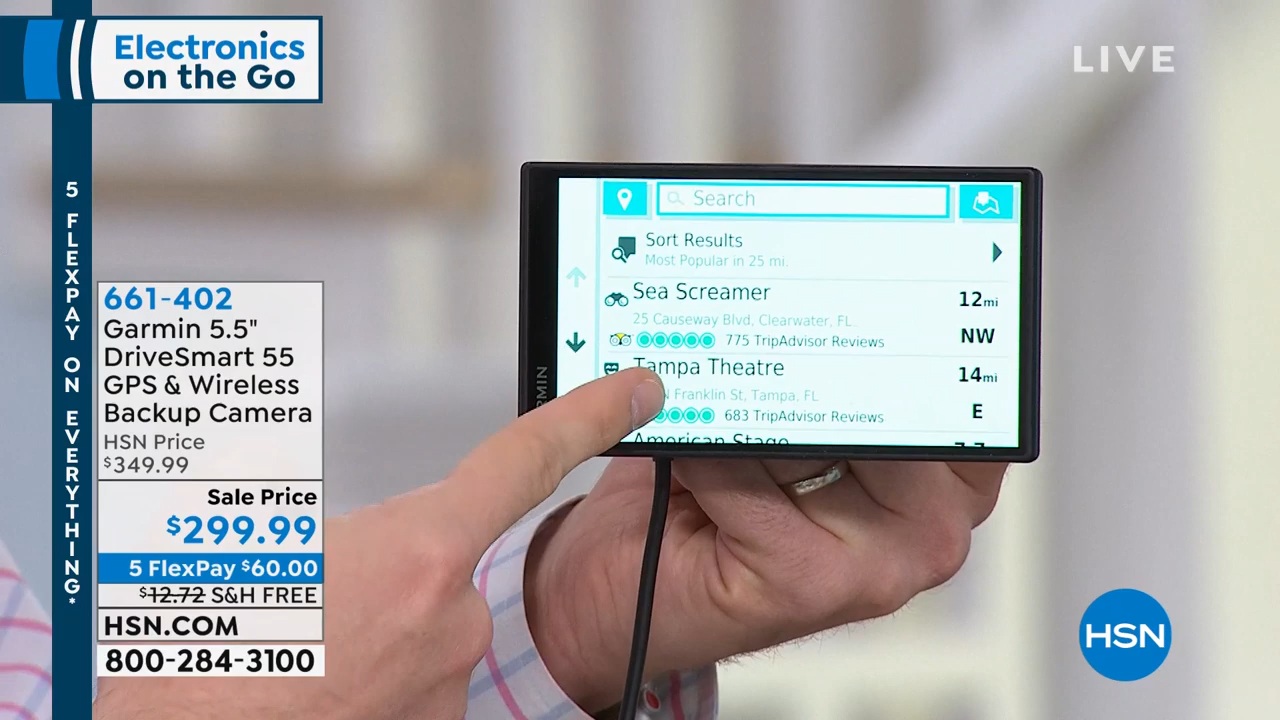 Electronics
on the Go
LIVE
5 FLEXPAY ON EVERYTHING*
661-402
Garmin 5.5"
DriveSmart 55
GPS & Wireless
Backup Camera
HSN Price
$349.99
Sale Price
$299.99
5 FlexPay $60.00
$12.72 S&H FREE
HSN.COM
800-284-3100
Search
Sort Results
Most Popular in 25 mi.
Sea Screamer
12mi
25 Causeway Blvd, Clearwater, FL
NW
775 TripAdvisor Reviews
Tampa Theatre
14mi
N Franklin St, Tampa, FL
E
683 TripAdvisor Reviews
American Stage
RMIN
HSN